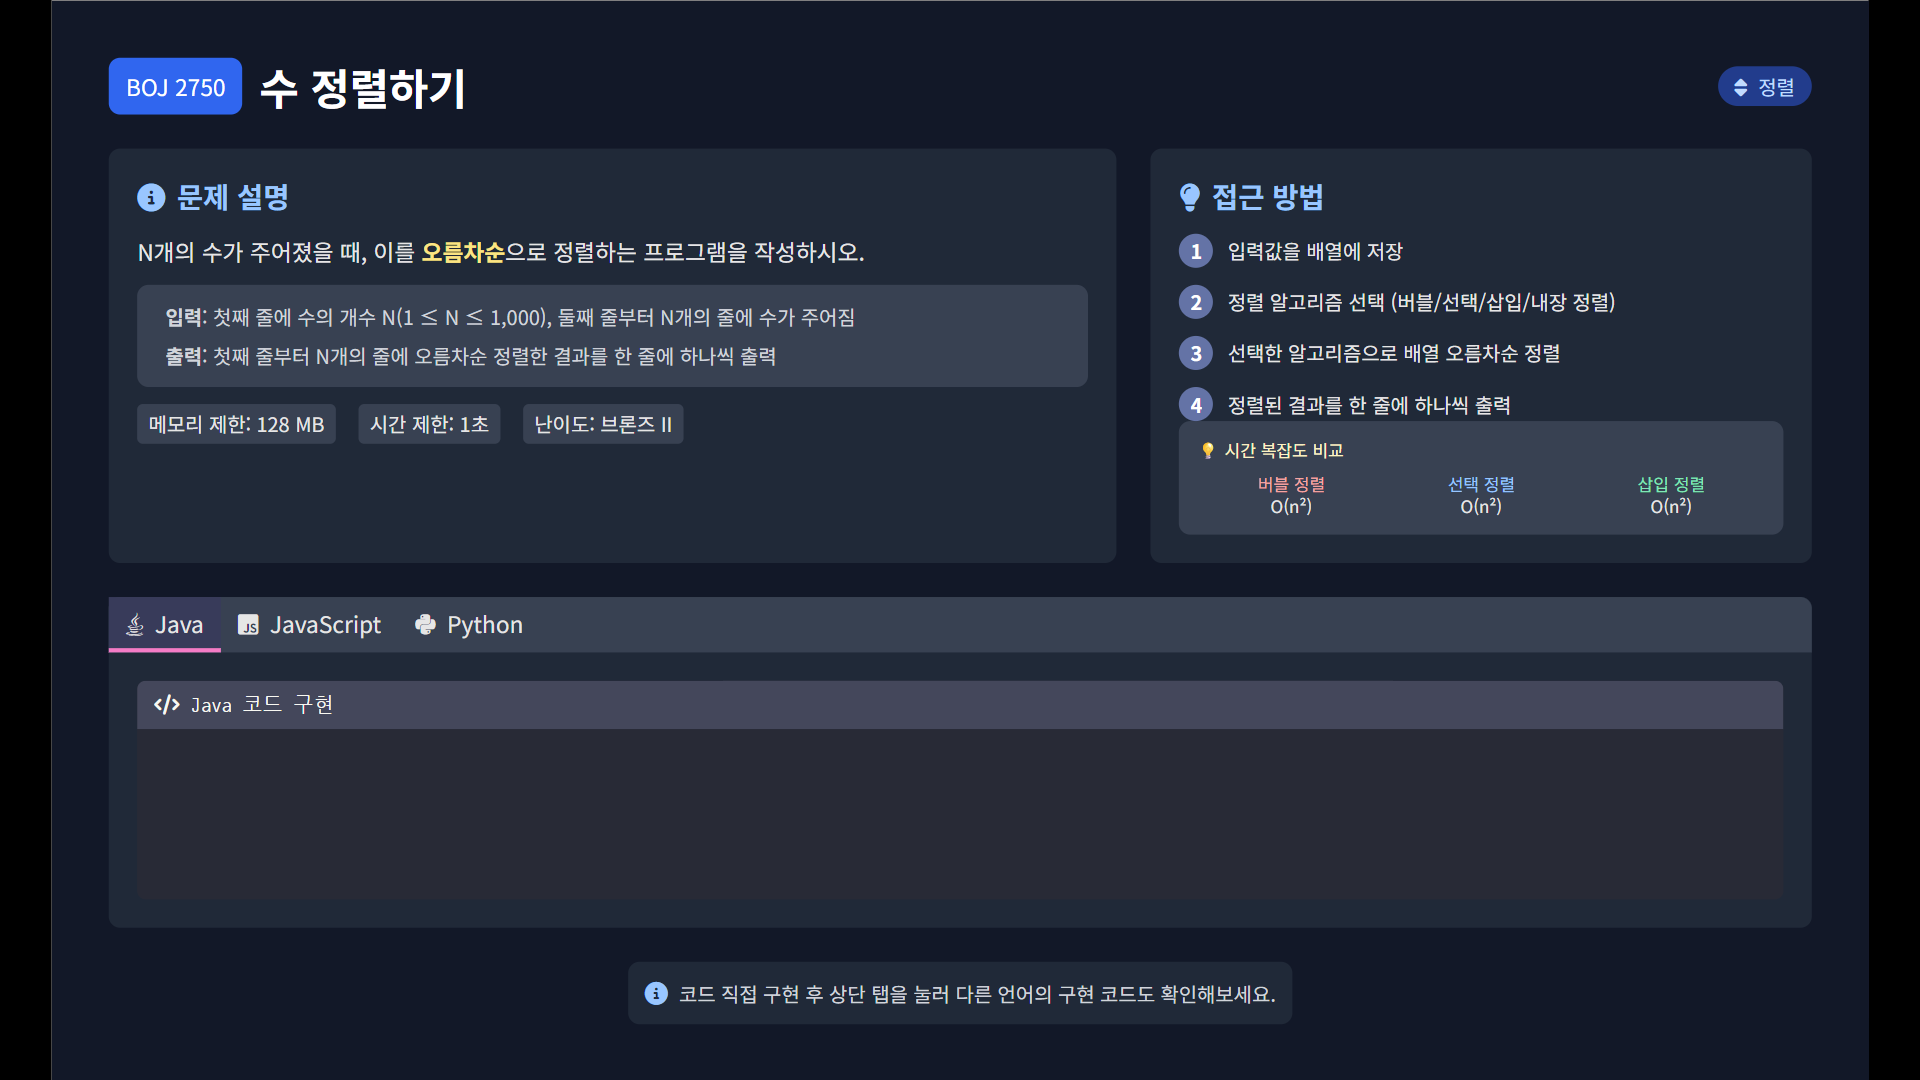 BOJ 2750
수 정렬하기
정렬
문제 설명
N개의 수가 주어졌을 때, 이를 오름차순으로 정렬하는 프로그램을 작성하시오.
입력: 첫째 줄에 수의 개수 N(1 ≤ N ≤ 1,000), 둘째 줄부터 N개의 줄에 수가 주어짐
출력: 첫째 줄부터 N개의 줄에 오름차순 정렬한 결과를 한 줄에 하나씩 출력
메모리 제한: 128 MB
시간 제한: 1초
난이도: 브론즈 II
접근 방법
1 입력값을 배열에 저장
2 정렬 알고리즘 선택 (버블/선택/삽입/내장 정렬)
3 선택한 알고리즘으로 배열 오름차순 정렬
4 정렬된 결과를 한 줄에 하나씩 출력
💡 시간 복잡도 비교
버블 정렬
O(n²)
선택 정렬
O(n²)
삽입 정렬
O(n²)
Java
JS JavaScript
Python
</> Java 코드 구현
코드 직접 구현 후 상단 탭을 눌러 다른 언어의 구현 코드도 확인해보세요.